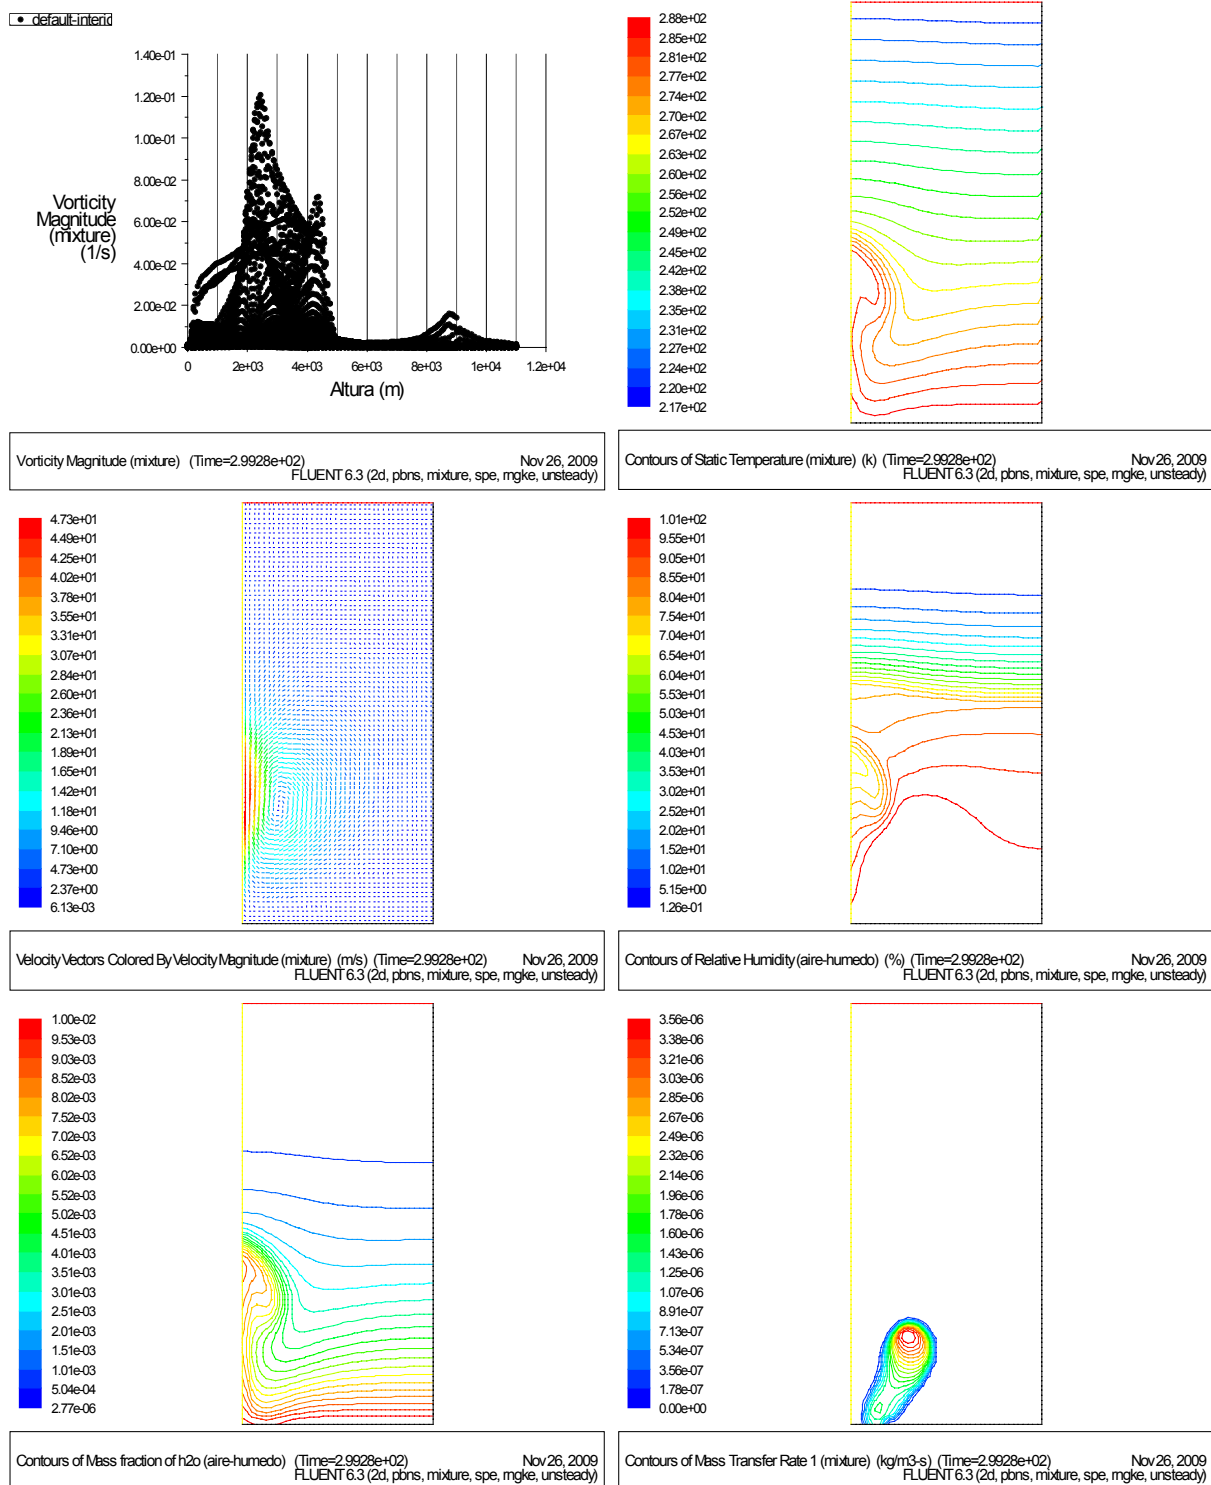 default-interic
1.40e-01
1.20e-01
1.00e-01
8.00e-02
6.00e-02
4.00e-02
2.00e-02
0.00e+00
Vorticity
Magnitude
(mixture)
(1/s)
0 2e+03 4e+03 6e+03 8e+03 1e+04 1.2e+04
Altura (m)
Vorticity Magnitude (mixture) (Time=2.9928e+02) Nov 26, 2009
FLUENT 6.3 (2d, pbns, mixture, spe, rngke, unsteady)
2.88e+02
2.85e+02
2.81e+02
2.77e+02
2.74e+02
2.70e+02
2.67e+02
2.63e+02
2.60e+02
2.56e+02
2.52e+02
2.49e+02
2.45e+02
2.42e+02
2.38e+02
2.35e+02
2.31e+02
2.27e+02
2.24e+02
2.20e+02
2.17e+02
Contours of Static Temperature (mixture) (k) (Time=2.9928e+02) Nov 26, 2009
FLUENT 6.3 (2d, pbns, mixture, spe, rngke, unsteady)
4.73e+01
4.49e+01
4.25e+01
4.02e+01
3.78e+01
3.55e+01
3.31e+01
3.07e+01
2.84e+01
2.60e+01
2.36e+01
2.13e+01
1.89e+01
1.65e+01
1.42e+01
1.18e+01
9.46e+00
7.10e+00
4.73e+00
2.37e+00
6.13e-03
Velocity Vectors Colored By Velocity Magnitude (mixture) (m/s) (Time=2.9928e+02) Nov 26, 2009
FLUENT 6.3 (2d, pbns, mixture, spe, rngke, unsteady)
1.01e+02
9.55e+01
9.05e+01
8.55e+01
8.04e+01
7.54e+01
7.04e+01
6.54e+01
6.04e+01
5.53e+01
5.03e+01
4.53e+01
4.03e+01
3.53e+01
3.02e+01
2.52e+01
2.02e+01
1.52e+01
1.02e+01
5.15e+00
1.26e-01
Contours of Relative Humidity (aire-humedo) (%) (Time=2.9928e+02) Nov 26, 2009
FLUENT 6.3 (2d, pbns, mixture, spe, rngke, unsteady)
1.00e-02
9.53e-03
9.03e-03
8.52e-03
8.02e-03
7.52e-03
7.02e-03
6.52e-03
6.02e-03
5.52e-03
5.02e-03
4.51e-03
4.01e-03
3.51e-03
3.01e-03
2.51e-03
2.01e-03
1.51e-03
1.01e-03
5.04e-04
2.77e-06
Contours of Mass fraction of h2o (aire-humedo) (Time=2.9928e+02) Nov 26, 2009
FLUENT 6.3 (2d, pbns, mixture, spe, rngke, unsteady)
3.56e-06
3.38e-06
3.21e-06
3.03e-06
2.85e-06
2.67e-06
2.49e-06
2.32e-06
2.14e-06
1.96e-06
1.78e-06
1.60e-06
1.43e-06
1.25e-06
1.07e-06
8.91e-07
7.13e-07
5.34e-07
3.56e-07
1.78e-07
0.00e+00
Contours of Mass Transfer Rate 1 (mixture) (kg/m3-s) (Time=2.9928e+02) Nov 26, 2009
FLUENT 6.3 (2d, pbns, mixture, spe, rngke, unsteady)